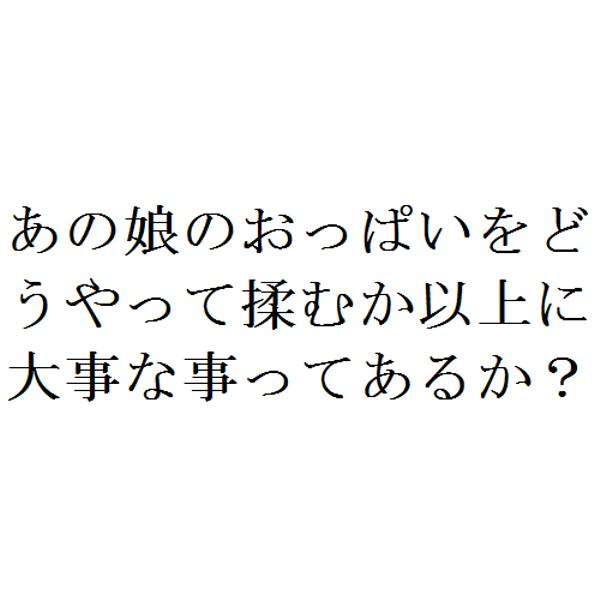 あの娘のおっぱいをど
うやって揉むか以上に
大事な事ってあるか？